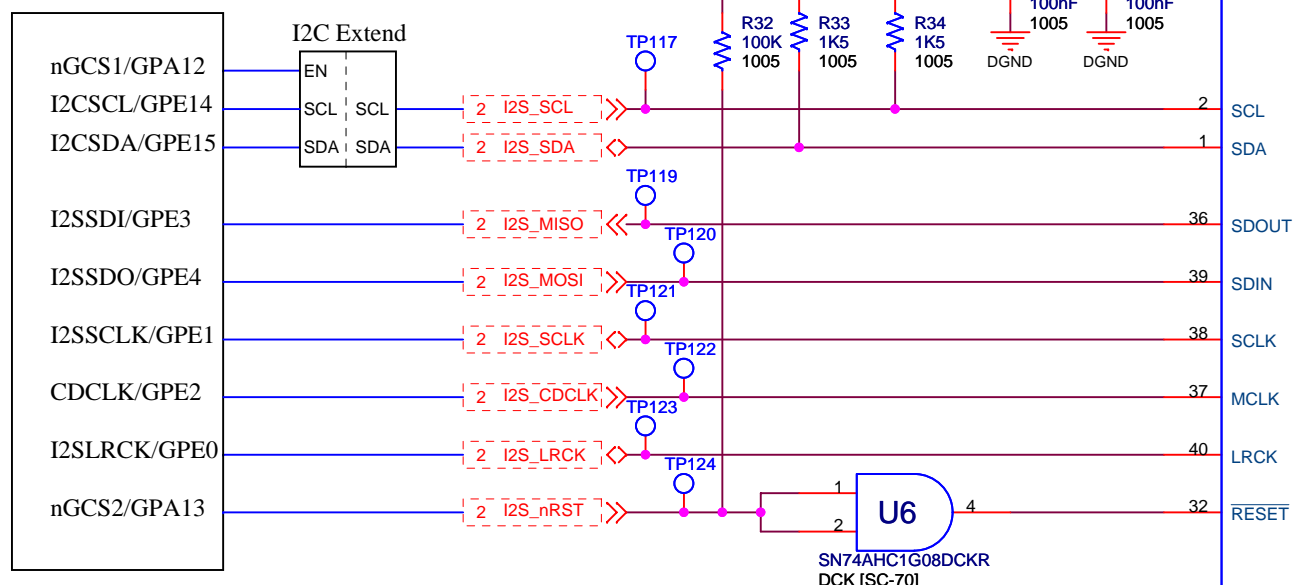 100nF
1005
DGND
100nF
1005
DGND
R32
100K
1005
R33
1K5
1005
R34
1K5
1005
I2C Extend
TP117
nGCS1/GPA12
EN
I2CSCL/GPE14
SCL
SCL
2 I2S_SCL
2
SCL
I2CSDA/GPE15
SDA
SDA
2 I2S_SDA
1
SDA
TP119
I2SSDI/GPE3
2 I2S_MISO
36
SDOUT
TP120
I2SSDO/GPE4
2 I2S_MOSI
39
SDIN
TP121
I2SSCLK/GPE1
2 I2S_SCLK
38
SCLK
TP122
CDCLK/GPE2
2 I2S_CDCLK
37
MCLK
TP123
I2SLRCK/GPE0
2 I2S_LRCK
40
LRCK
TP124
nGCS2/GPA13
2 I2S_nRST
1
2
U6
4
32
RESET
SN74AHC1G08DCKR
DCK [SC-70]